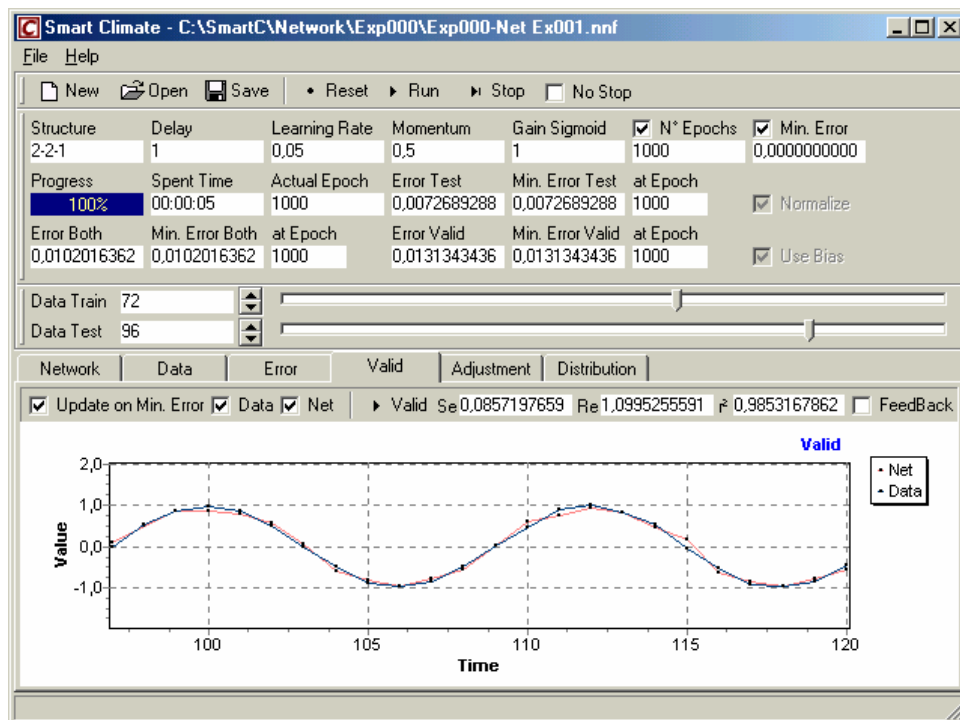 Smart Climate - C:\SmartC\Network\Exp000\Exp000-Net Ex001.nnf
File Help
New Open Save Reset Run Stop No Stop
Structure Delay Learning Rate Momentum Gain Sigmoid N° Epochs Min. Error
2-2-1 1 0,05 0,5 1 1000 0,0000000000
Progress Spent Time Actual Epoch Error Test Min. Error Test at Epoch
100% 00:00:05 1000 0,0072689288 0,0072689288 1000 Normalize
Error Both Min. Error Both at Epoch Error Valid Min. Error Valid at Epoch
0,0102016362 0,0102016362 1000 0,0131343436 0,0131343436 1000 Use Bias
Data Train 72
Data Test 96
Network Data Error Valid Adjustment Distribution
Update on Min. Error Data Net Valid Se 0,0857197659 Re 1,0995255591 r² 0,9853167862 FeedBack
Valid
Net
Data
2,0
1,0
0,0
-1,0
Value
100 105 110 115 120
Time